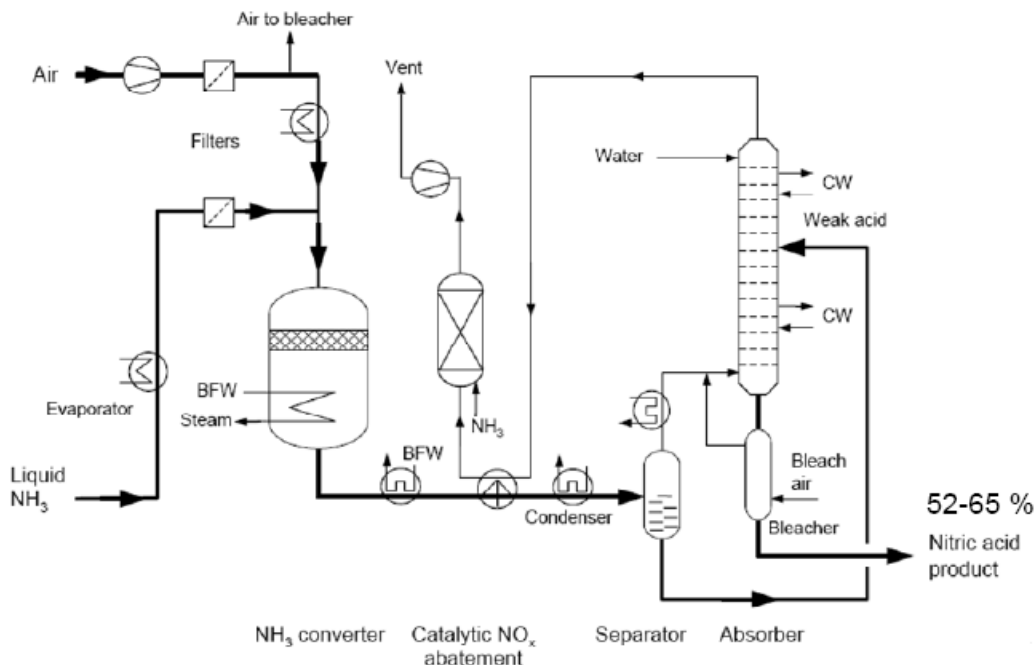 Air to bleacher
Air
Vent
Filters
Water
CW
Weak acid
CW
BFW
Steam
Evaporator
NH₃
BFW
Liquid
NH₃
Condenser
Bleach
air
Bleacher
52-65 %
Nitric acid
product
NH₃ converter
Catalytic NOₓ
abatement
Separator
Absorber